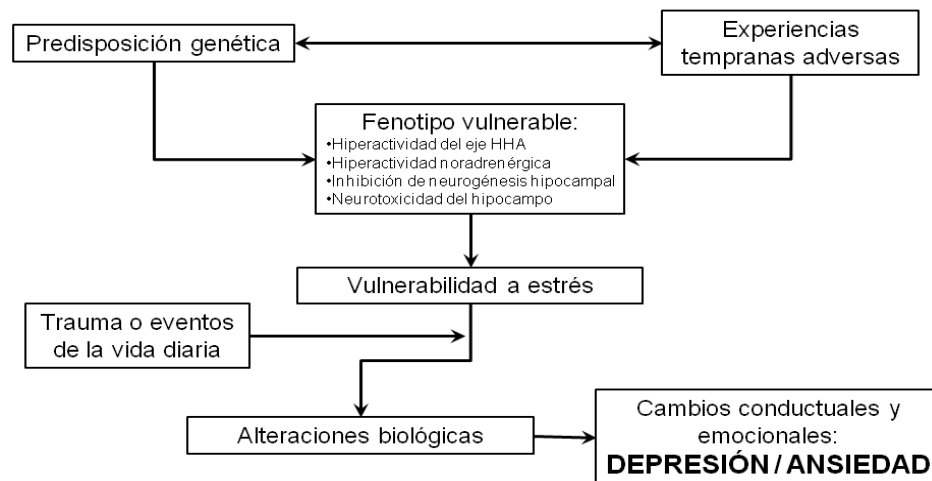 Predisposición genética
Experiencias
tempranas adversas
Fenotipo vulnerable:
•Hiperactividad del eje HHA
•Hiperactividad noradrenérgica
•Inhibición de neurogénesis hipocampal
•Neurotoxicidad del hipocampo
Vulnerabilidad a estrés
Trauma o eventos
de la vida diaria
Alteraciones biológicas
Cambios conductuales y
emocionales:
DEPRESIÓN / ANSIEDAD